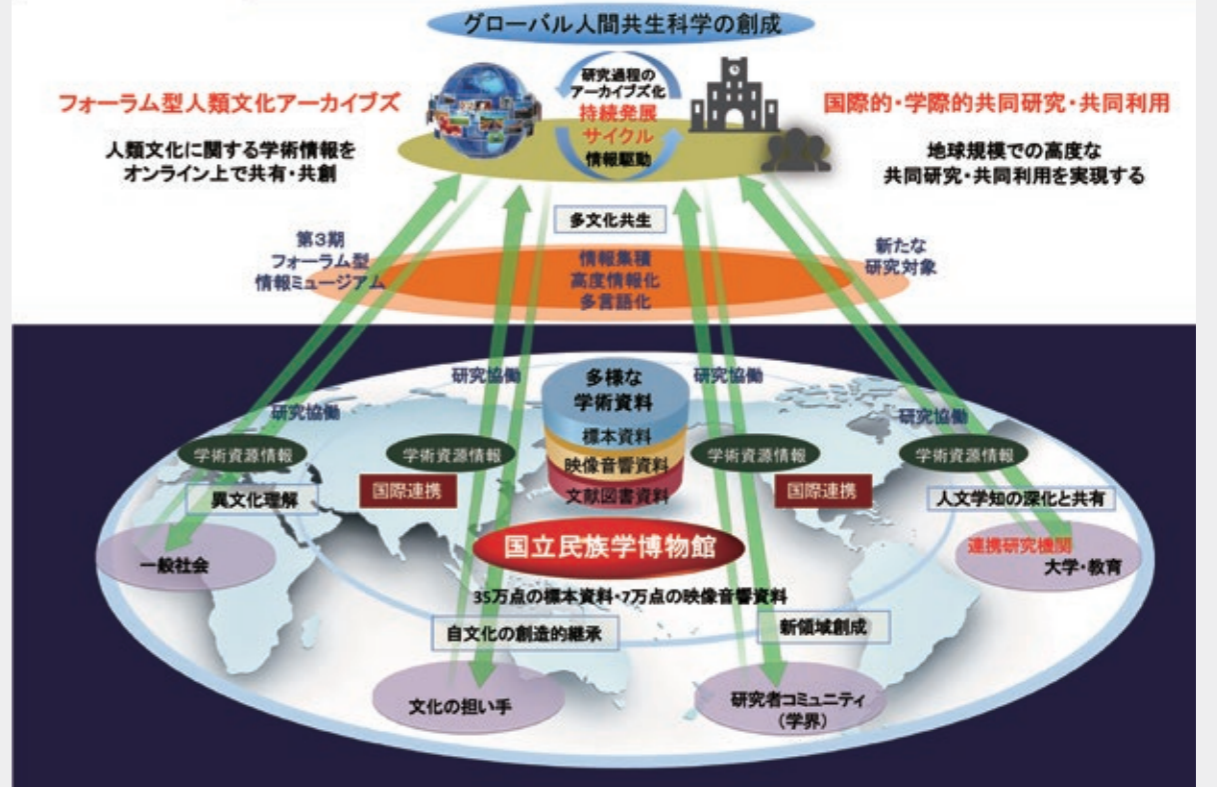 グローバル人間共生科学の創成
研究過程の
アーカイブズ化
持続発展
サイクル
情報駆動
フォーラム型人類文化アーカイブズ
人類文化に関する学術情報を
オンライン上で共有・共創
国際的・学際的共同研究・共同利用
地球規模での高度な
共同研究・共同利用を実現する
多文化共生
第3期
フォーラム型
情報ミュージアム
情報集積
高度情報化
多言語化
新たな
研究対象
研究協働
研究協働
研究協働
研究協働
多様な
学術資料
標本資料
映像音響資料
文献図書資料
学術資源情報
学術資源情報
学術資源情報
学術資源情報
異文化理解
国際連携
国際連携
人文学知の深化と共有
国立民族学博物館
一般社会
連携研究機関
大学・教育
35万点の標本資料・7万点の映像音響資料
自文化の創造的継承
新領域創成
文化の担い手
研究者コミュニティ
（学界）